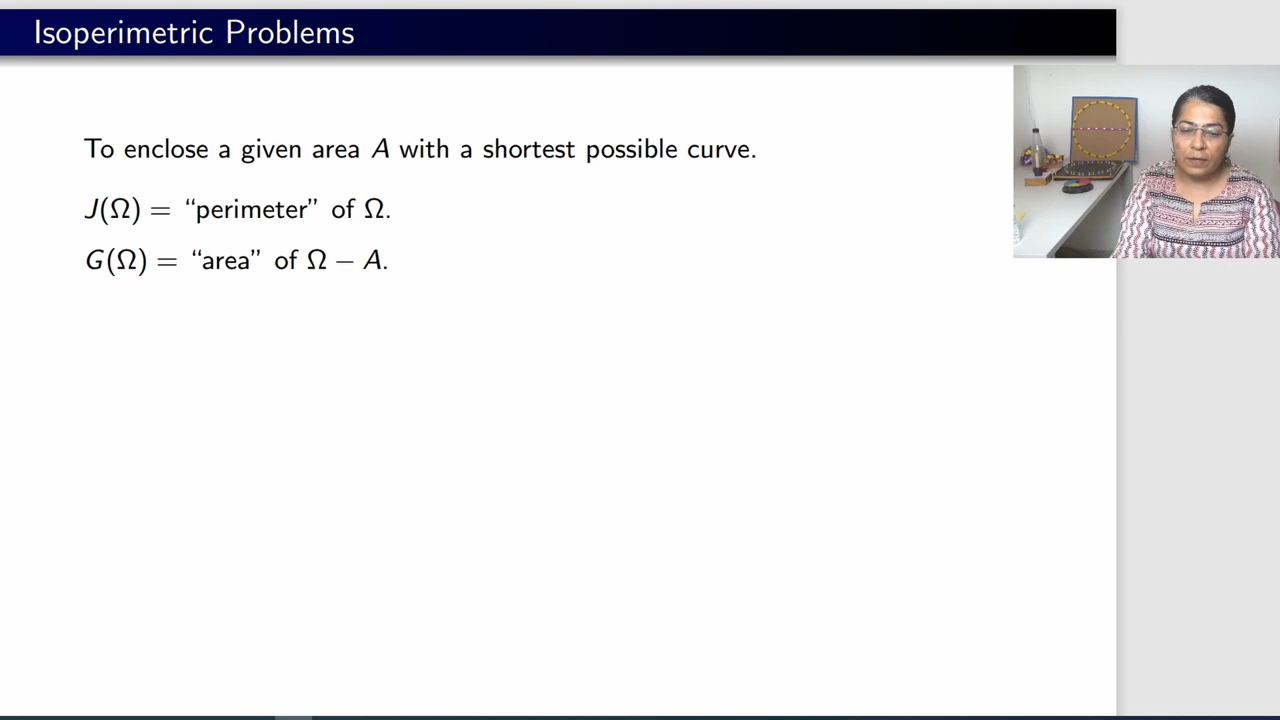 Isoperimetric Problems
To enclose a given area A with a shortest possible curve.
J(Ω) = “perimeter” of Ω.
G(Ω) = “area” of Ω − A.